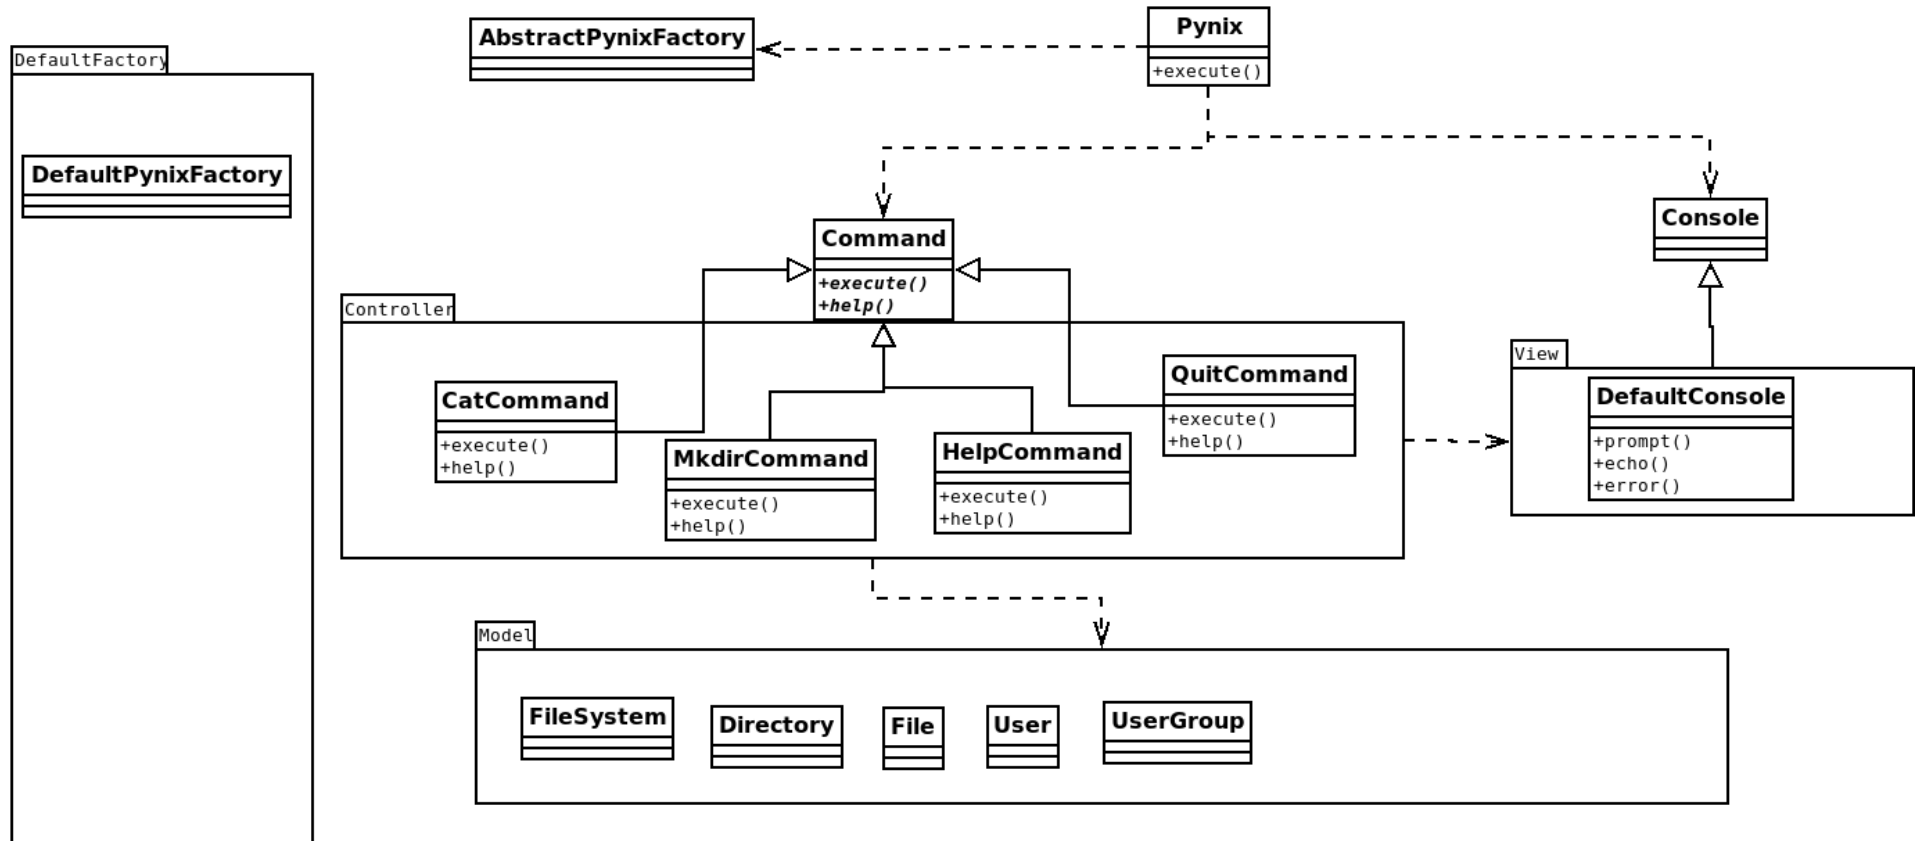 DefaultFactory
DefaultPynixFactory
AbstractPynixFactory
Pynix
+execute()
Command
+execute()
+help()
Console
Controller
CatCommand
+execute()
+help()
MkdirCommand
+execute()
+help()
HelpCommand
+execute()
+help()
QuitCommand
+execute()
+help()
View
DefaultConsole
+prompt()
+echo()
+error()
Model
FileSystem
Directory
File
User
UserGroup